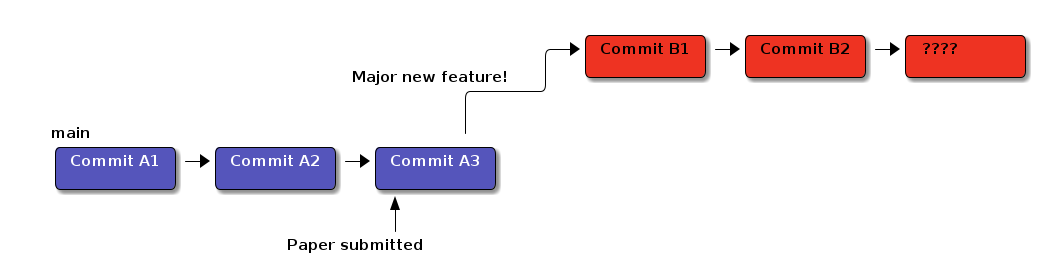 Commit B1
Commit B2
????
Major new feature!
main
Commit A1
Commit A2
Commit A3
Paper submitted